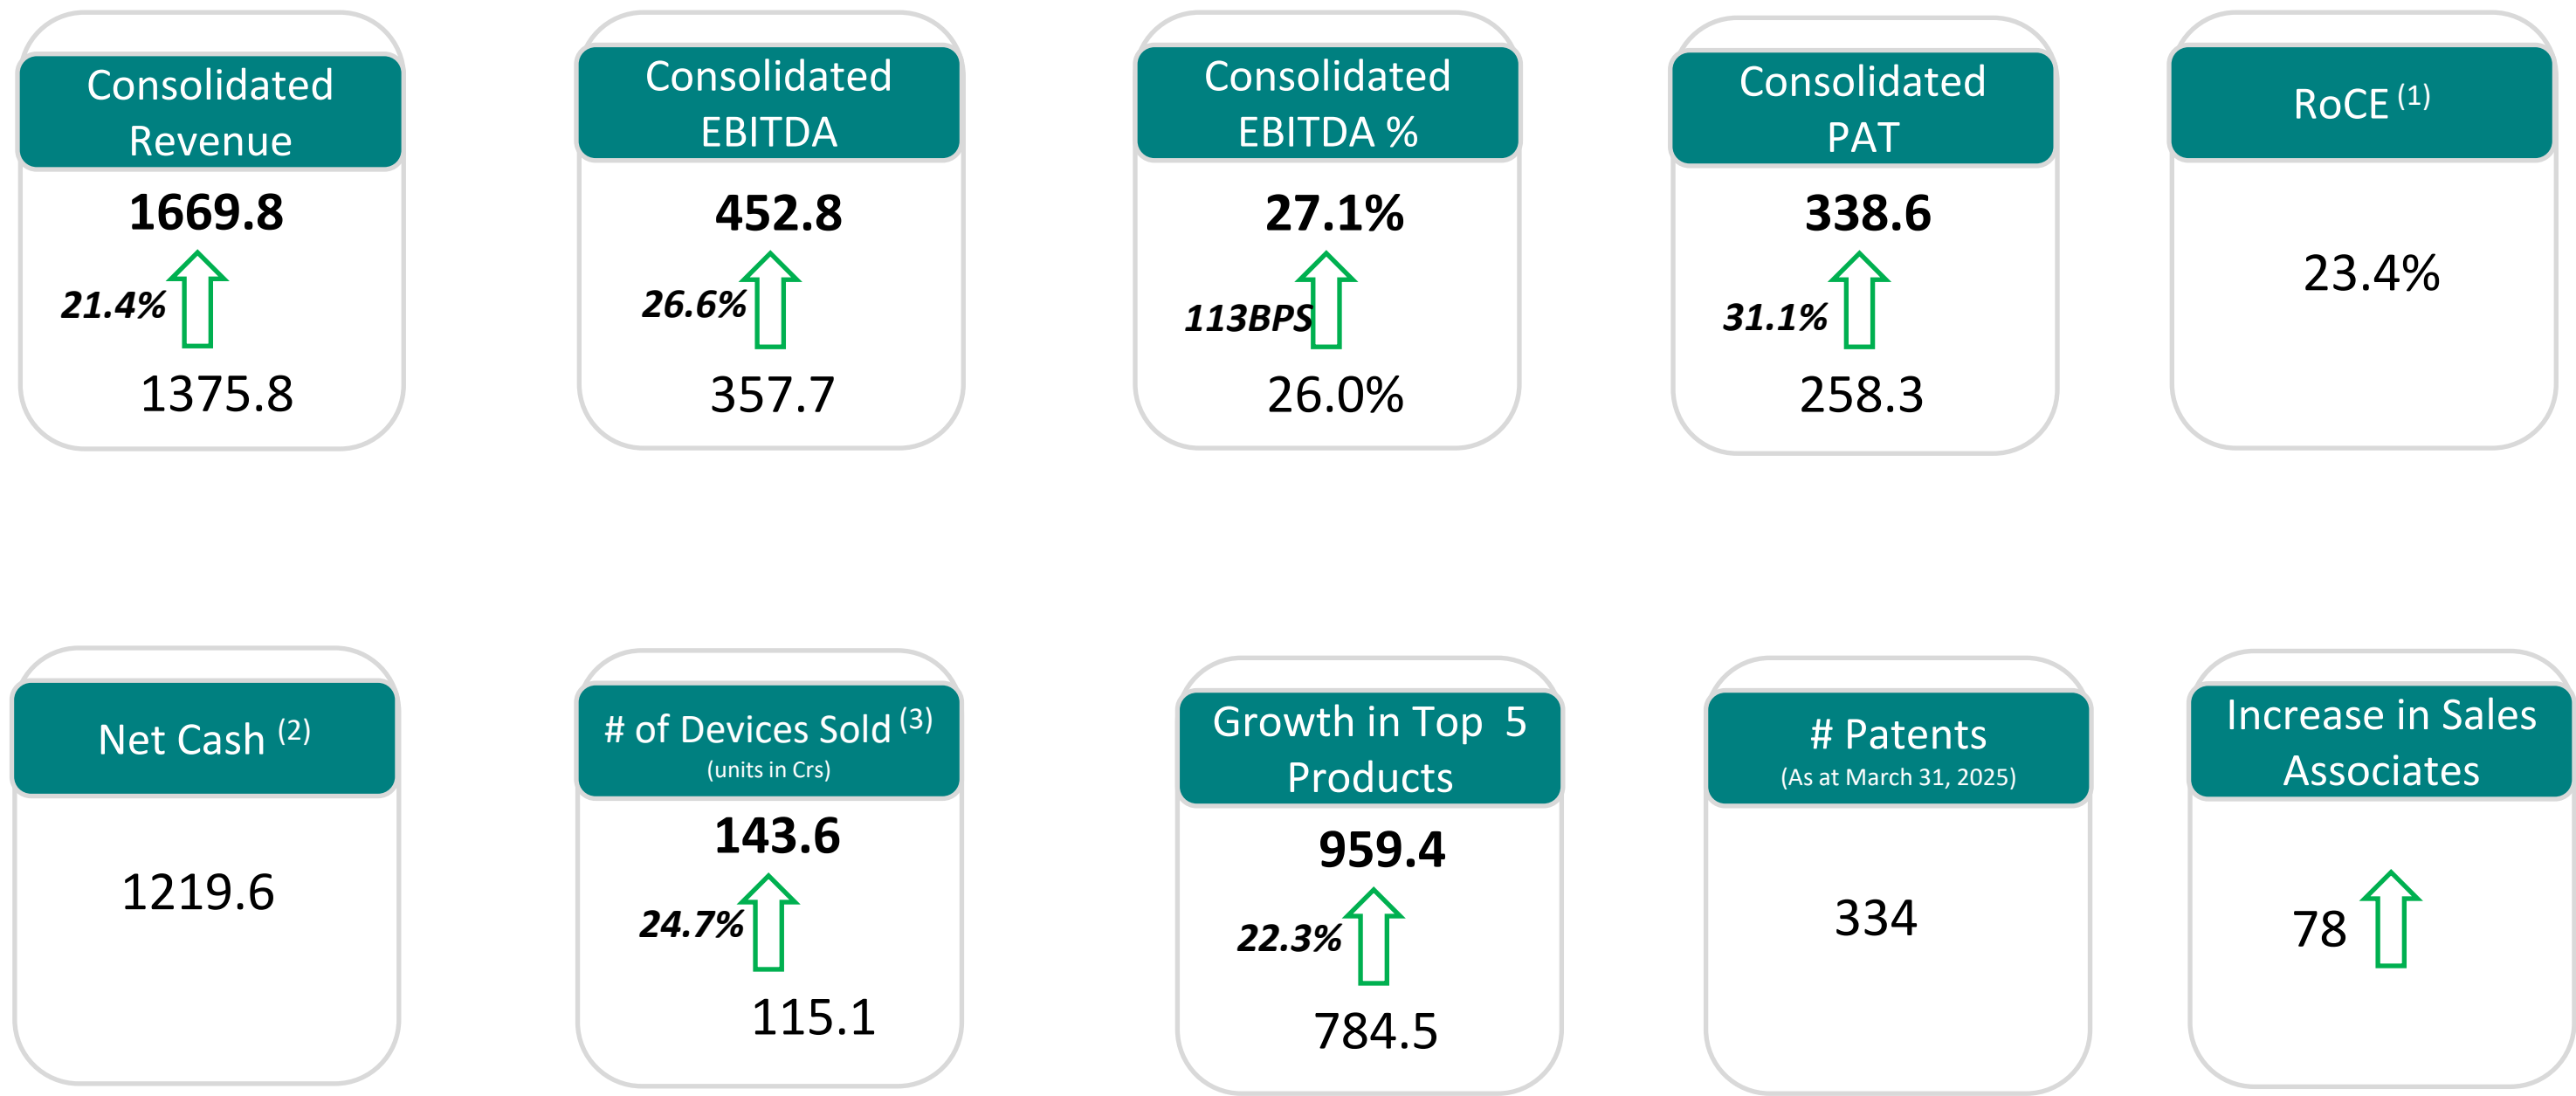 Consolidated
Revenue
1669.8
21.4%
1375.8
Consolidated
EBITDA
452.8
26.6%
357.7
Consolidated
EBITDA %
27.1%
113BPS
26.0%
Consolidated
PAT
338.6
31.1%
258.3
RoCE (1)
23.4%
Net Cash (2)
1219.6
# of Devices Sold (3)
(units in Crs)
143.6
24.7%
115.1
Growth in Top 5
Products
959.4
22.3%
784.5
# Patents
(As at March 31, 2025)
334
Increase in Sales
Associates
78